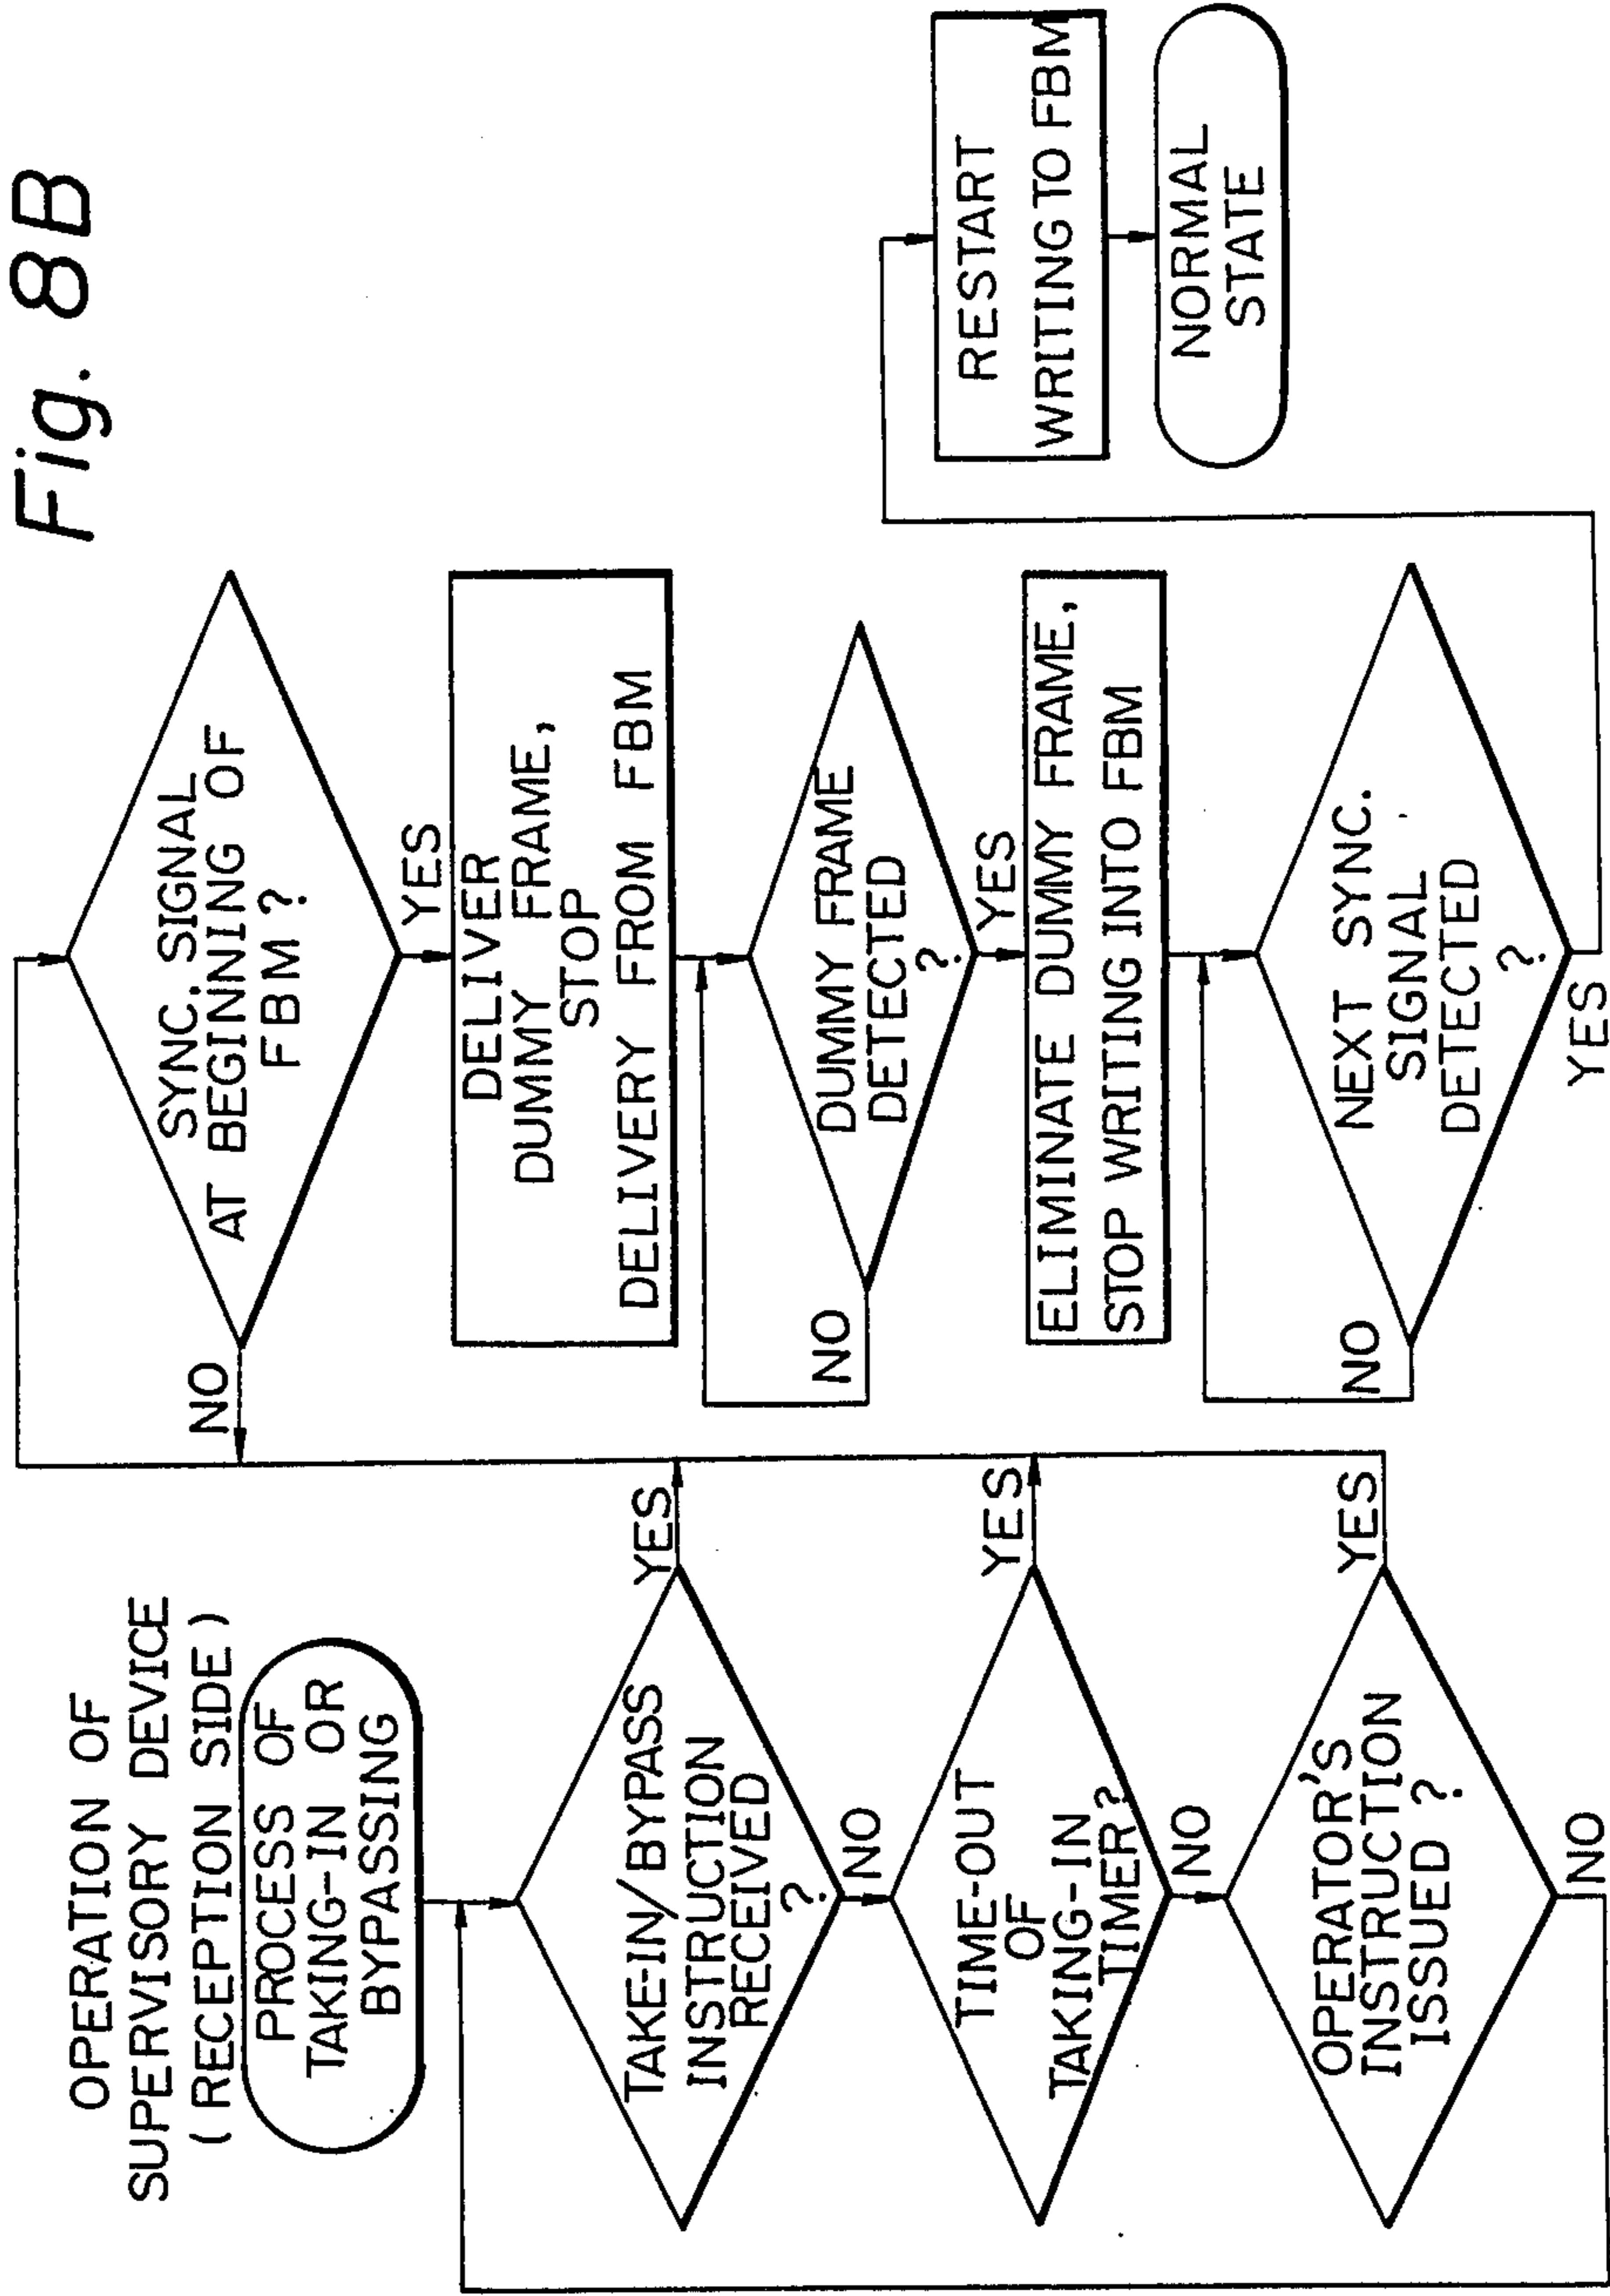 Fig. 8B
OPERATION OF
SUPERVISORY DEVICE
(RECEPTION SIDE)
PROCESS OF
TAKING-IN OR
BYPASSING
TAKE-IN/BYPASS
INSTRUCTION
RECEIVED
?
YES
NO
TIME-OUT
OF
TAKING-IN
TIMER?
YES
NO
OPERATOR'S
INSTRUCTION
ISSUED ?
YES
NO
SYNC. SIGNAL
AT BEGINNING OF
FBM ?
NO
YES
DELIVER
DUMMY FRAME,
STOP
DELIVERY FROM FBM
DUMMY FRAME
DETECTED
?
NO
YES
ELIMINATE DUMMY FRAME,
STOP WRITING INTO FBM
NEXT SYNC.
SIGNAL
DETECTED
?
NO
YES
RESTART
WRITING TO FBM
NORMAL
STATE